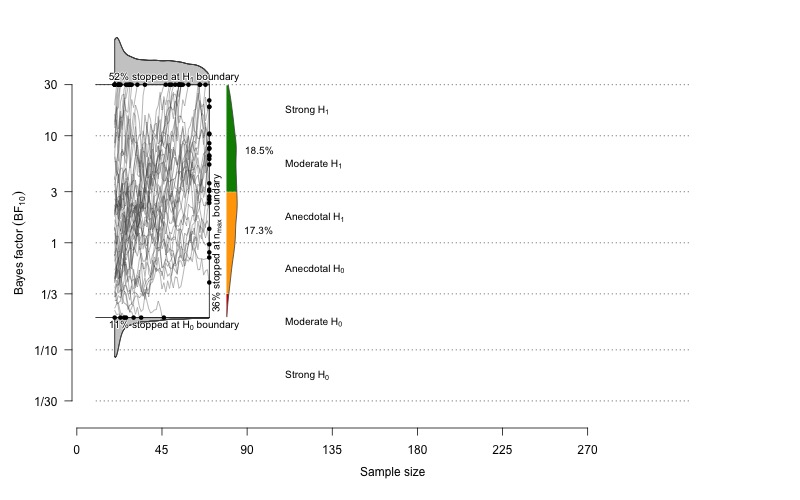 52% stopped at H₁ boundary
30
Strong H₁
10
18.5%
Moderate H₁
3
Anecdotal H₁
17.3%
1
Anecdotal H₀
1/3
36% stopped at nmax boundary
11% stopped at H₀ boundary
Moderate H₀
1/10
Strong H₀
1/30
Bayes factor (BF₁₀)
0 45 90 135 180 225 270
Sample size